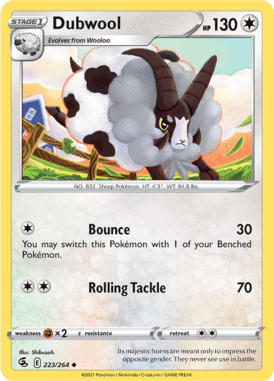 STAGE 1 Dubwool HP 130
Evolves from Wooloo
NO. 832 Sheep Pokémon HT: 4'3" WT: 94.8 lbs.
Bounce 30
You may switch this Pokémon with 1 of your Benched
Pokémon.
Rolling Tackle 70
weakness ×2 resistance retreat
Illus. Shibuzoh.
Its majestic horns are meant only to impress the
opposite gender. They never see use in battle.
E 223/264
©2021 Pokémon / Nintendo / Creatures / GAME FREAK